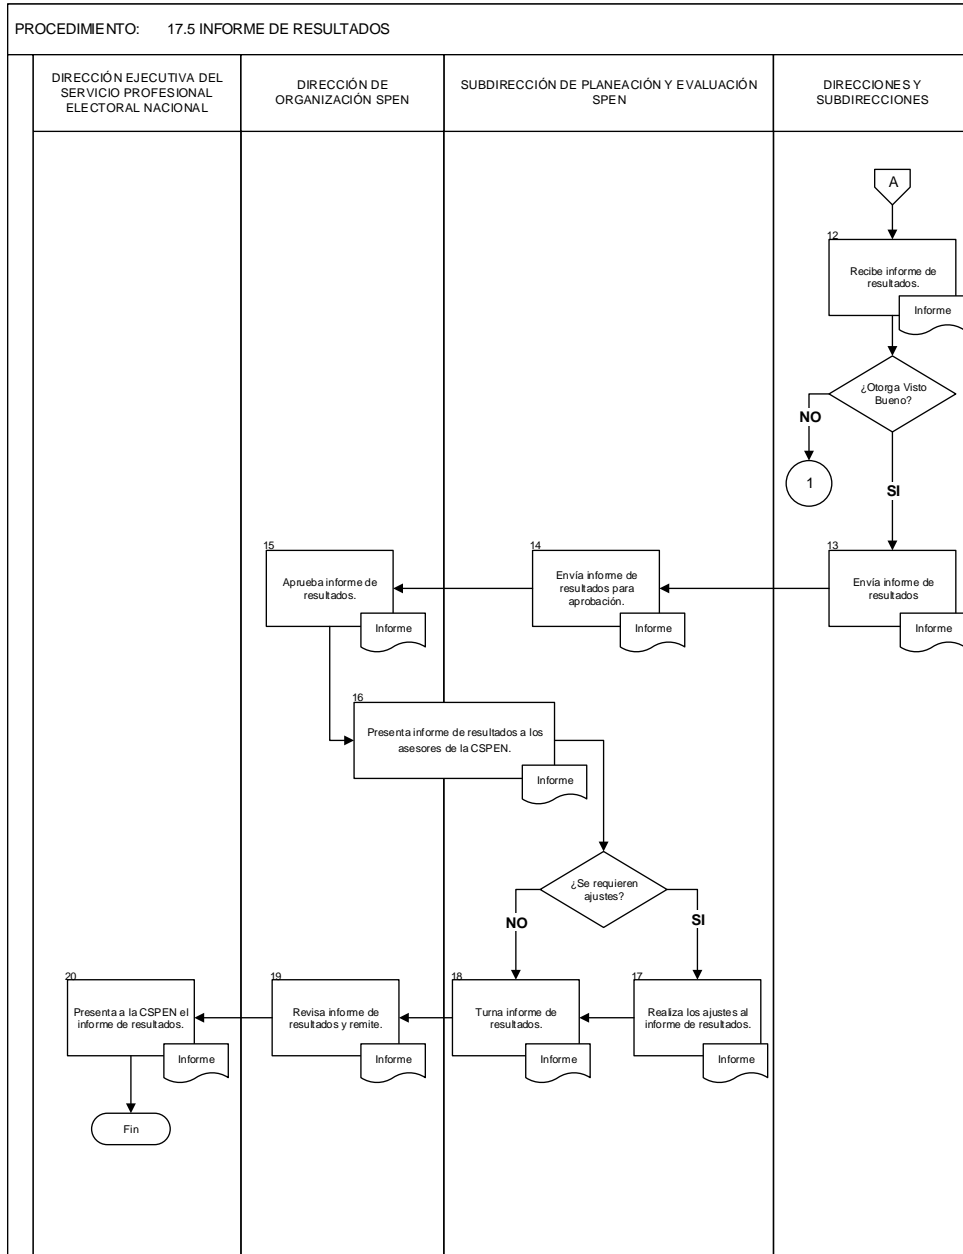 PROCEDIMIENTO: 17.5 INFORME DE RESULTADOS
DIRECCIÓN EJECUTIVA DEL
SERVICIO PROFESIONAL
ELECTORAL NACIONAL
DIRECCIÓN DE
ORGANIZACIÓN SPEN
SUBDIRECCIÓN DE PLANEACIÓN Y EVALUACIÓN
SPEN
DIRECCIONES Y
SUBDIRECCIONES
A
12
Recibe informe de
resultados.
Informe
¿Otorga Visto
Bueno?
NO
1
SI
15
Aprueba informe de
resultados.
Informe
14
Envía informe de
resultados para
aprobación.
Informe
13
Envía informe de
resultados
Informe
16
Presenta informe de resultados a los
asesores de la CSPEN.
Informe
¿Se requieren
ajustes?
NO
SI
20
Presenta a la CSPEN el
informe de resultados.
Informe
19
Revisa informe de
resultados y remite.
Informe
18
Turna informe de
resultados.
Informe
17
Realiza los ajustes al
informe de resultados.
Informe
Fin